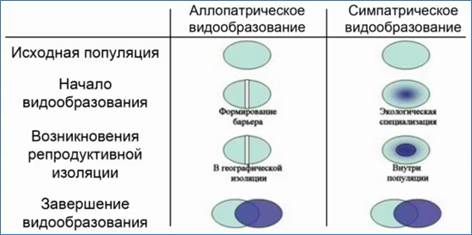 Аллопатрическое
видообразование
Симпатрическое
видообразование
Исходная популяция
Начало
видообразования
Формирование
барьера
Экологическая
специализация
Возникновения
репродуктивной
изоляции
В географической
изоляции
Внутри
популяции
Завершение
видообразования